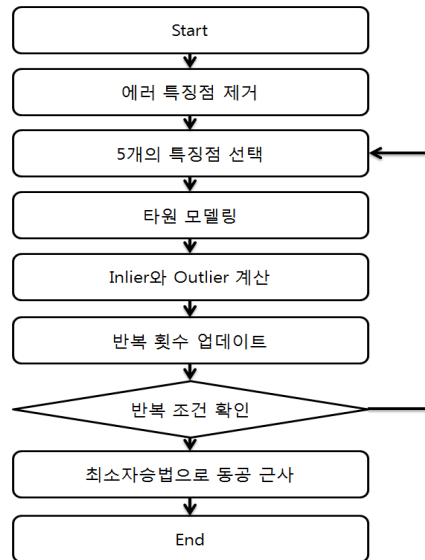 Start
에러 특징점 제거
5개의 특징점 선택
타원 모델링
Inlier와 Outlier 계산
반복 횟수 업데이트
반복 조건 확인
최소자승법으로 동공 근사
End